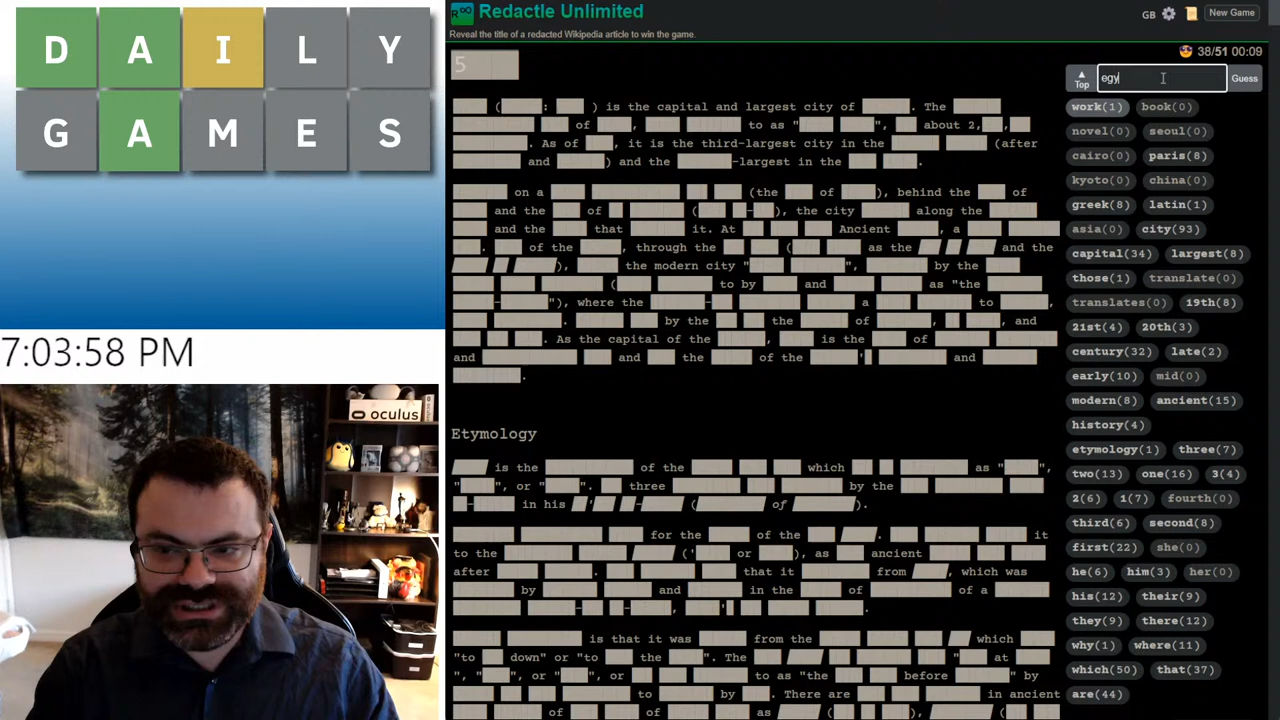 D A I L Y
G A M E S
7:03:58 PM
oculus
Redactle Unlimited
Reveal the title of a redacted Wikipedia article to win the game.
GB
New Game
38/51 00:09
Top
egy
Guess
work(1) book(0)
novel(0) seoul(0)
cairo(0) paris(8)
kyoto(0) china(0)
greek(8) latin(1)
asia(0) city(93)
capital(34) largest(8)
those(1) translate(0)
translates(0) 19th(8)
21st(4) 20th(3)
century(32) late(2)
early(10) mid(0)
modern(8) ancient(15)
history(4)
etymology(1) three(7)
two(13) one(16) 3(4)
2(6) 1(7) fourth(0)
third(6) second(8)
first(22) she(0)
he(6) him(3) her(0)
his(12) their(9)
they(9) there(12)
why(1) where(11)
which(50) that(37)
are(44)
5
( : ) is the capital and largest city of . The
of , to as " ", about 2, ,
. As of , it is the third-largest city in the (after
and ) and the -largest in the .
on a (the of ), behind the of
and the of ( - ), the city along the
and the that it. At Ancient , a
. of the , through the ( as the and the
), the modern city " ", by the
( to by and as "the
- "), where the - a to ,
. by the the of , , and
. As the capital of the , is the of
and and the of the ' and
.
Etymology
is the of the which as " ",
" ", or " ". three by the
- in his ' - ( of ).
for the of the . it
to the (' or ), as ancient
after . that it from , which was
by and in the of of a
- - , ' .
is that it was from the which
"to down" or "to the ". The " at
", " ", or " ", or to as "the before " by
to by . There are in ancient
of of as ( ),